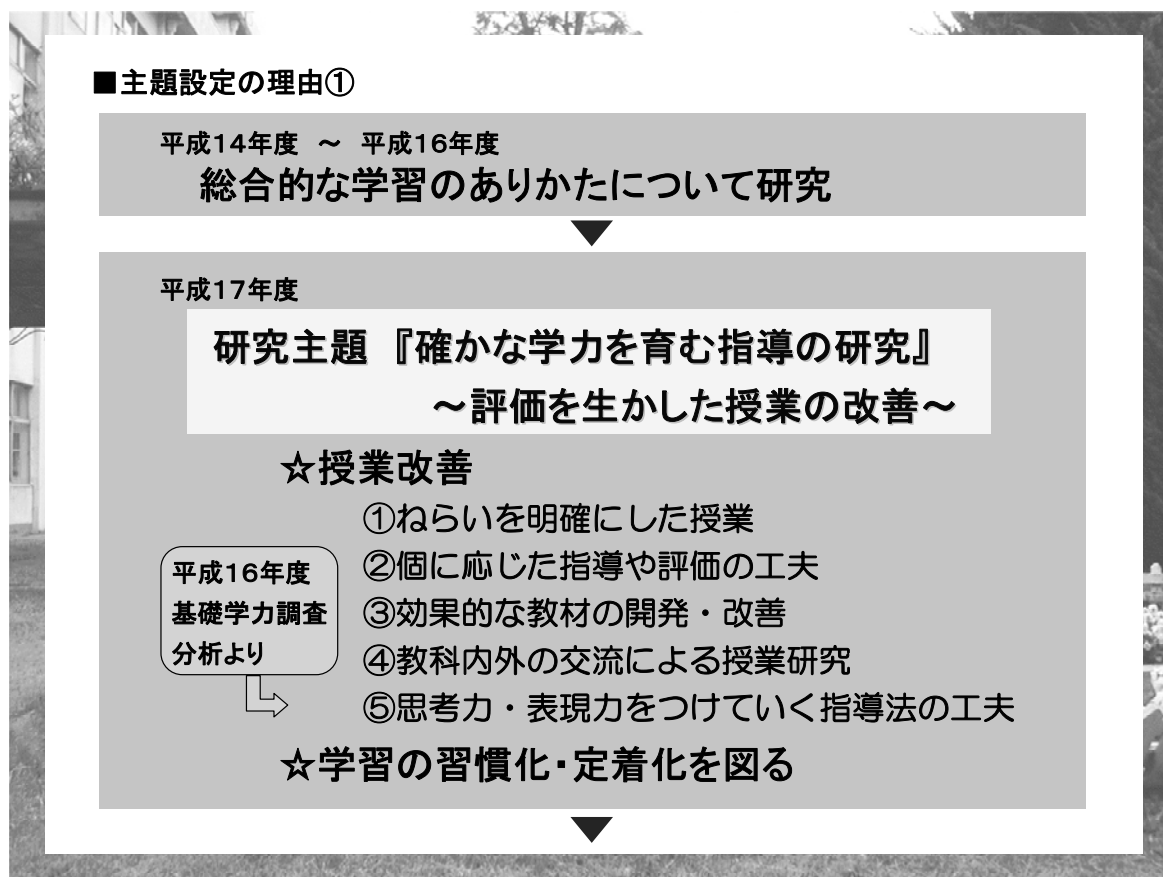 ■主題設定の理由①
平成14年度　～　平成16年度
総合的な学習のありかたについて研究
平成17年度
研究主題『確かな学力を育む指導の研究』
～評価を生かした授業の改善～
☆授業改善
①ねらいを明確にした授業
②個に応じた指導や評価の工夫
③効果的な教材の開発・改善
④教科内外の交流による授業研究
⑤思考力・表現力をつけていく指導法の工夫
平成16年度
基礎学力調査
分析より
☆学習の習慣化・定着化を図る